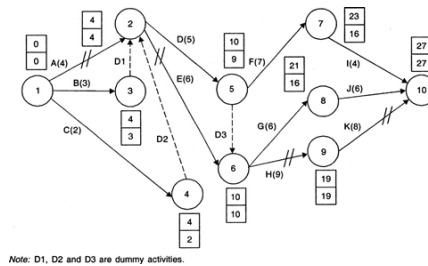 4
4
2
D(5)
10
9
F(7)
7
23
16
0
0
A(4)
D1
E(6)
I(4)
27
27
1
B(3)
3
4
3
D2
5
D3
21
16
8
J(6)
10
C(2)
G(6)
K(8)
4
4
2
6
10
10
H(9)
9
19
19
Note: D1, D2 and D3 are dummy activities.